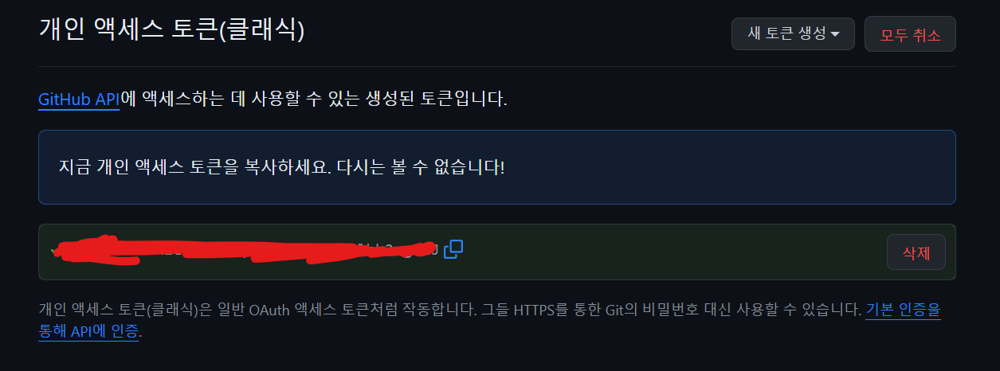 개인 액세스 토큰(클래식)
새 토큰 생성
모두 취소
GitHub API에 액세스하는 데 사용할 수 있는 생성된 토큰입니다.
지금 개인 액세스 토큰을 복사하세요. 다시는 볼 수 없습니다!
삭제
개인 액세스 토큰(클래식)은 일반 OAuth 액세스 토큰처럼 작동합니다. 그들 HTTPS를 통한 Git의 비밀번호 대신 사용할 수 있습니다. 기본 인증을
통해 API에 인증.